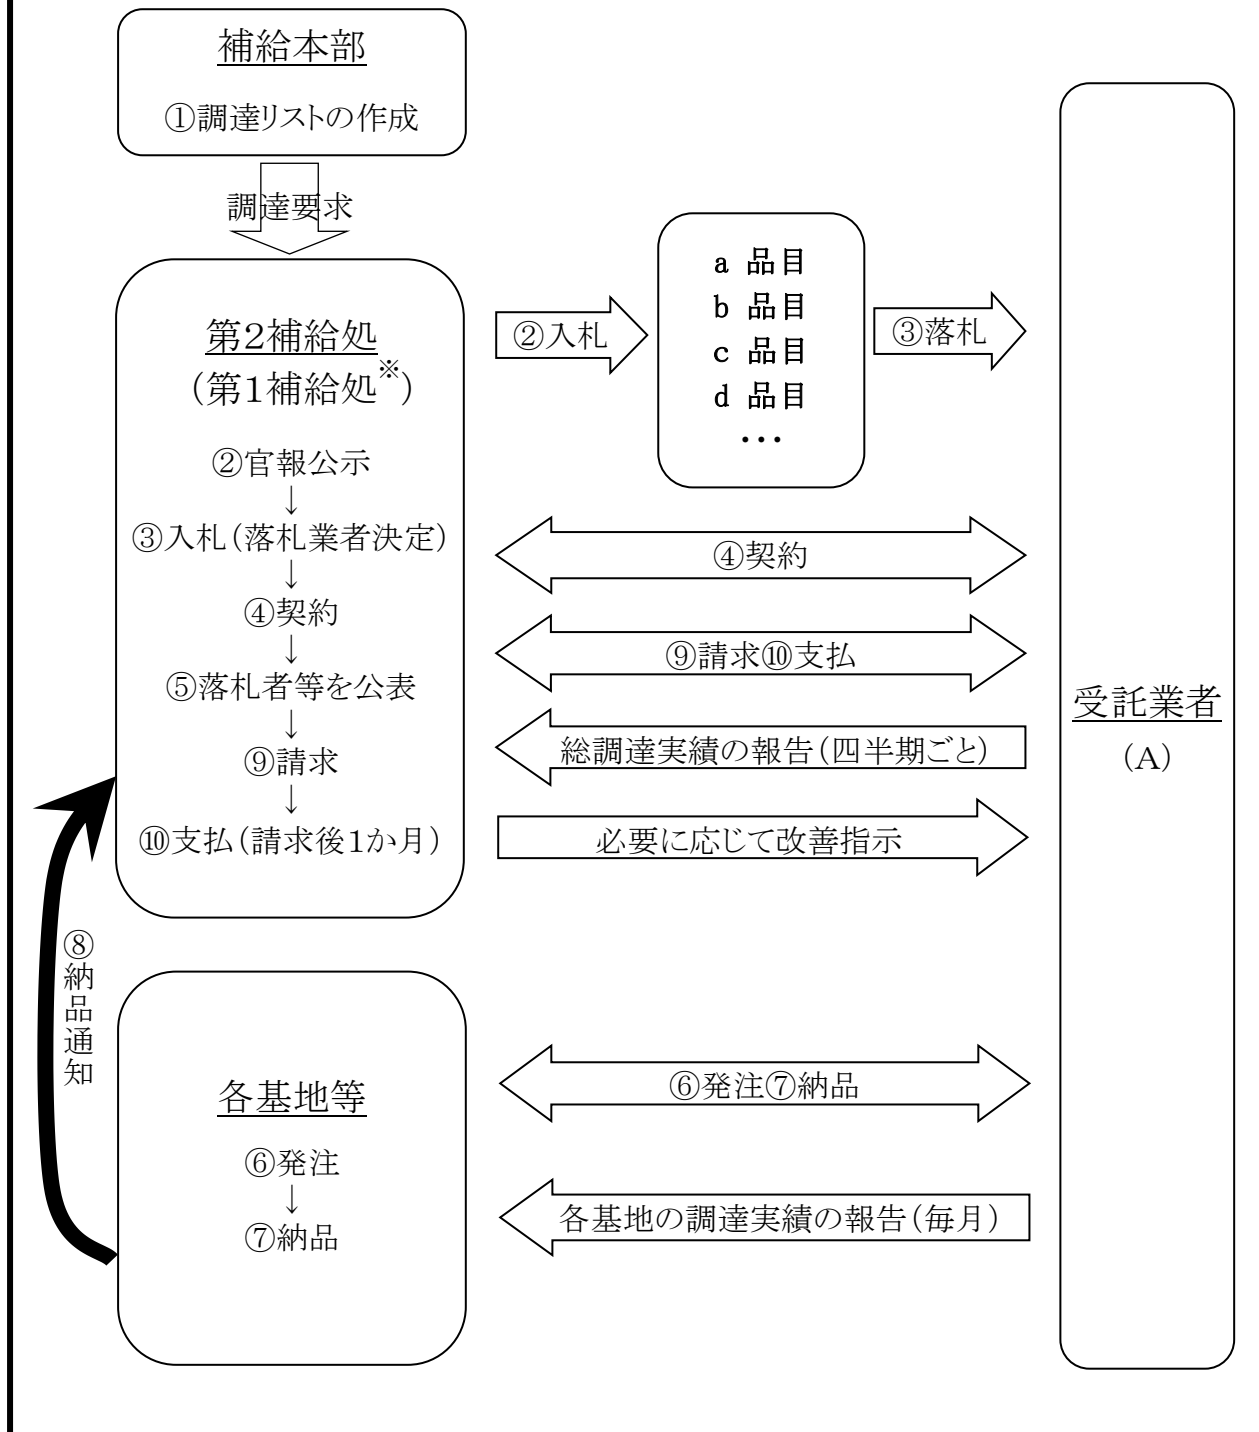 補給本部
①調達リストの作成
調達要求
第2補給処
(第1補給処※)
②官報公示
↓
③入札(落札業者決定)
↓
④契約
↓
⑤落札者等を公表
↓
⑨請求
↓
⑩支払(請求後1か月)
②入札
a 品目
b 品目
c 品目
d 品目
・・・
③落札
④契約
⑨請求⑩支払
総調達実績の報告(四半期ごと)
必要に応じて改善指示
受託業者
(A)
⑧納品通知
各基地等
⑥発注
↓
⑦納品
⑥発注⑦納品
各基地の調達実績の報告(毎月)